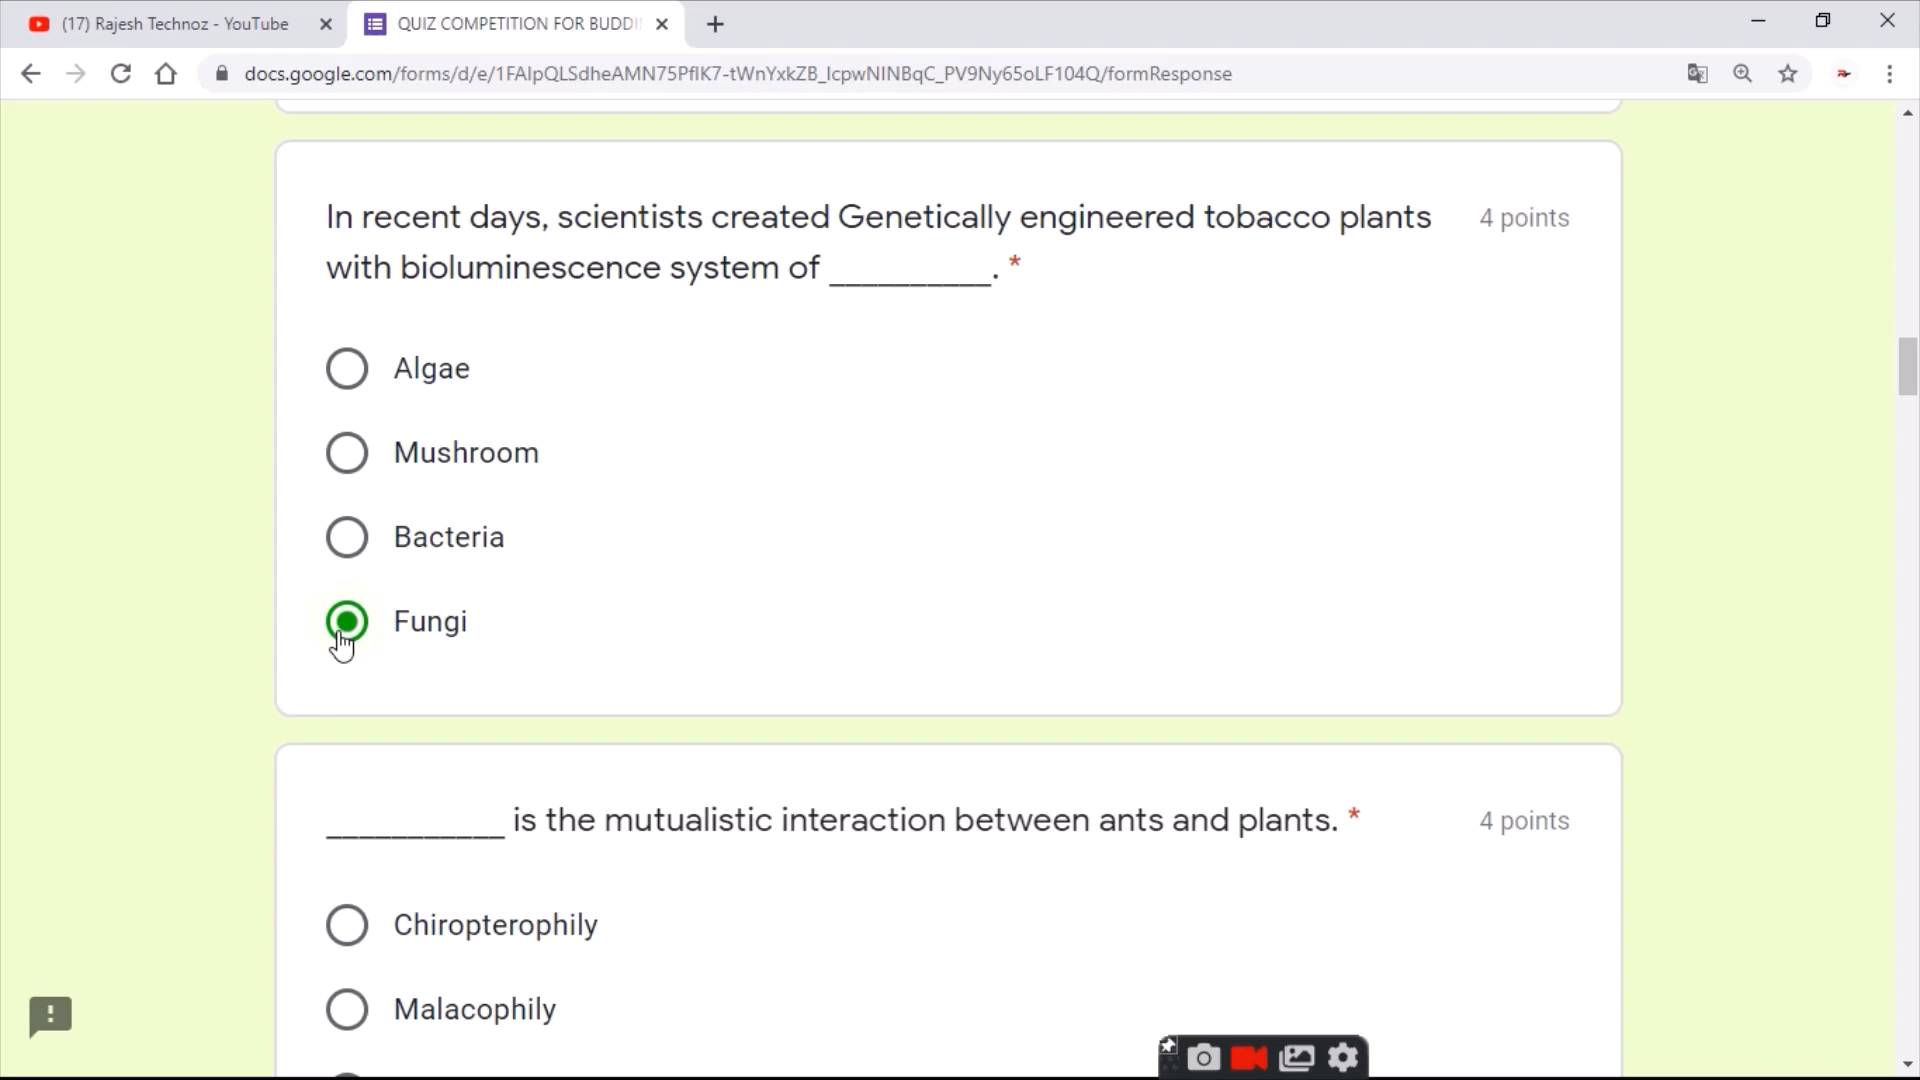 (17) Rajesh Technoz - YouTube
QUIZ COMPETITION FOR BUDDI
docs.google.com/forms/d/e/1FAIpQLSdheAMN75PflK7-tWnYxkZB_IcpwNINBqC_PV9Ny65oLF104Q/formResponse
In recent days, scientists created Genetically engineered tobacco plants
4 points
with bioluminescence system of __________. *
Algae
Mushroom
Bacteria
Fungi
___________ is the mutualistic interaction between ants and plants. *
4 points
Chiropterophily
Malacophily